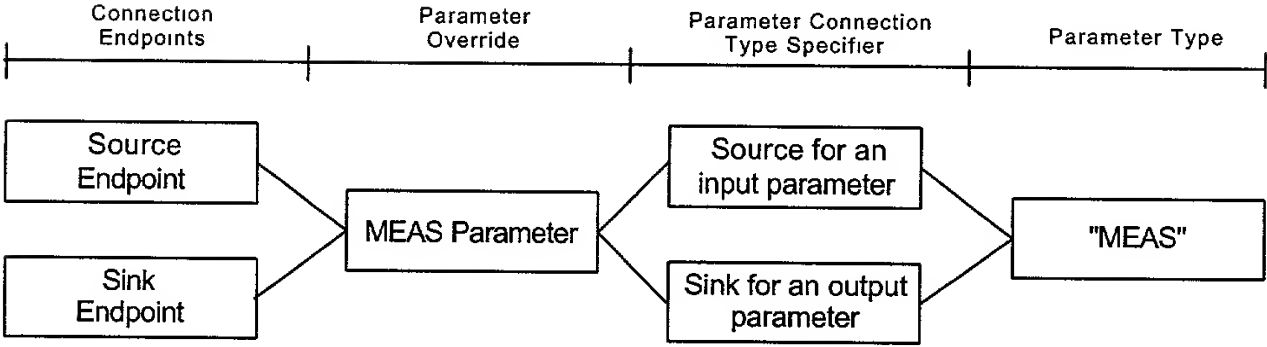 Connection
Endpoints
Parameter
Override
Parameter Connection
Type Specifier
Parameter Type
Source
Endpoint
Sink
Endpoint
MEAS Parameter
Source for an
input parameter
Sink for an output
parameter
"MEAS"